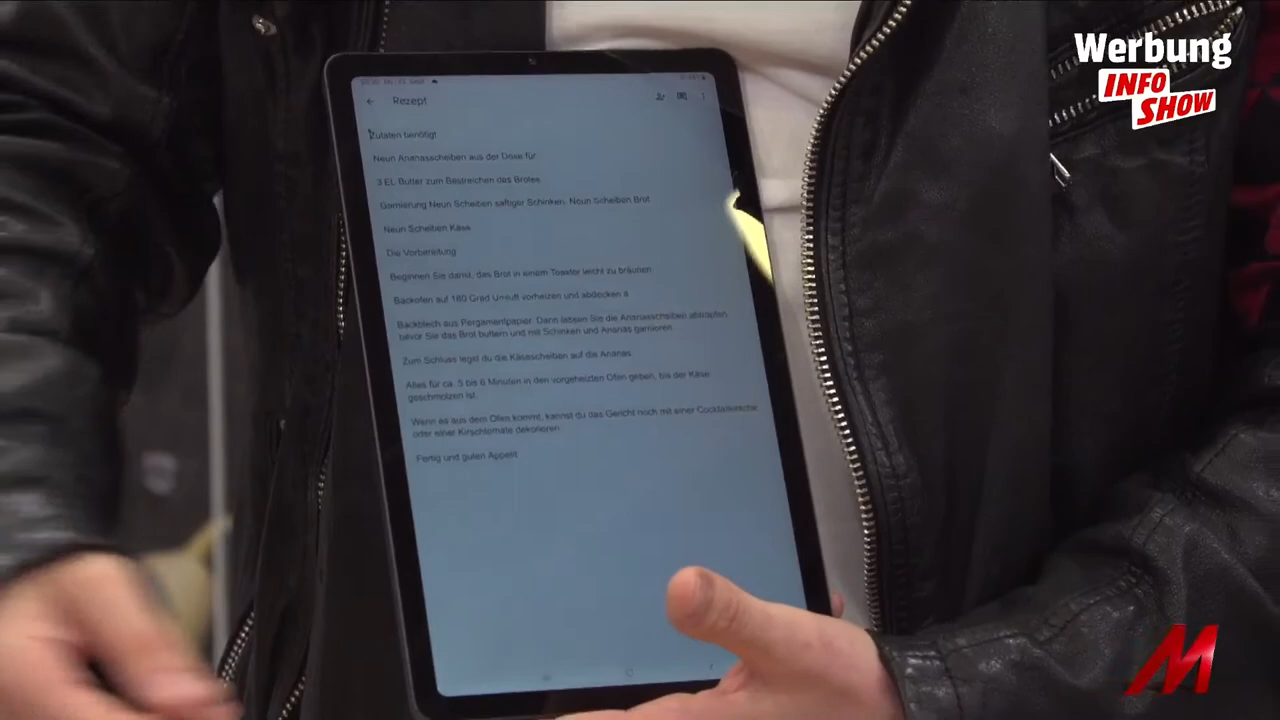 Werbung
INFO
SHOW
Rezept
Zutaten benötigt
Neun Ananasscheiben aus der Dose für
3 EL Butter zum Bestreichen des Brotes
Garnierung Neun Scheiben saftiger Schinken. Neun Scheiben Brot
Neun Scheiben Käse
Die Vorbereitung
Beginnen Sie damit, das Brot in einem Toaster leicht zu bräunen
Backofen auf 180 Grad Umluft vorheizen und abdecken
Backblech aus Pergamentpapier. Dann lassen Sie die Ananasscheiben abtropfen,
bevor Sie das Brot buttern und mit Schinken und Ananas garnieren.
Zum Schluss legst du die Käsescheiben auf die Ananas.
Alles für ca. 5 bis 6 Minuten in den vorgeheizten Ofen geben, bis der Käse
geschmolzen ist.
Wenn es aus dem Ofen kommt, kannst du das Gericht noch mit einer Cocktailkirsche
oder einer Kirschtomate dekorieren
Fertig und guten Appetit
M